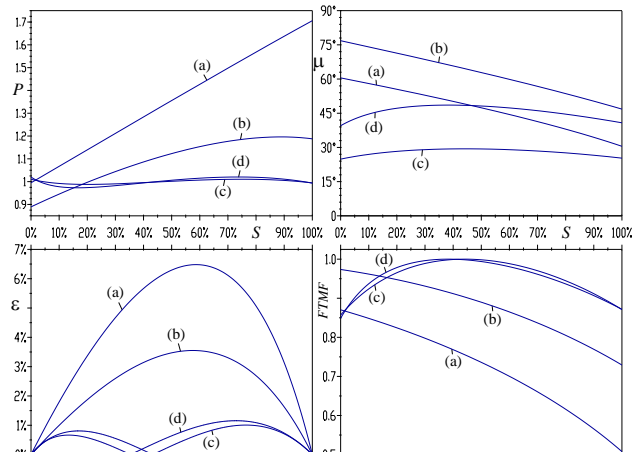 1.7
1.6
P
1.5
1.4
1.3
1.2
1.1
1
0.9
(a)
(b)
(d)
(c)
0% 10% 20% 30% 40% 50% 60% 70% S 90% 100%
90°
μ
75°
60°
45°
30°
15°
0
(b)
(a)
(d)
(c)
0% 10% 20% 30% 40% 50% 60% 70% S 90% 100%
7%
6%
ε
4%
3%
2%
1%
0%
(a)
(b)
(d)
(c)
1.0
FTMF
0.8
0.7
0.6
0.5
(d)
(c)
(b)
(a)